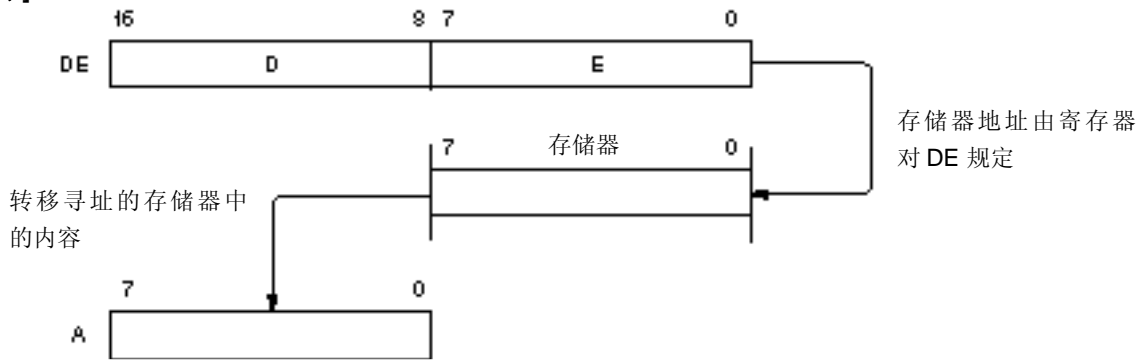 16 8 7 0
DE D E
存储器地址由寄存器
对 DE 规定
7 存储器 0
转移寻址的存储器中
的内容
7 0
A